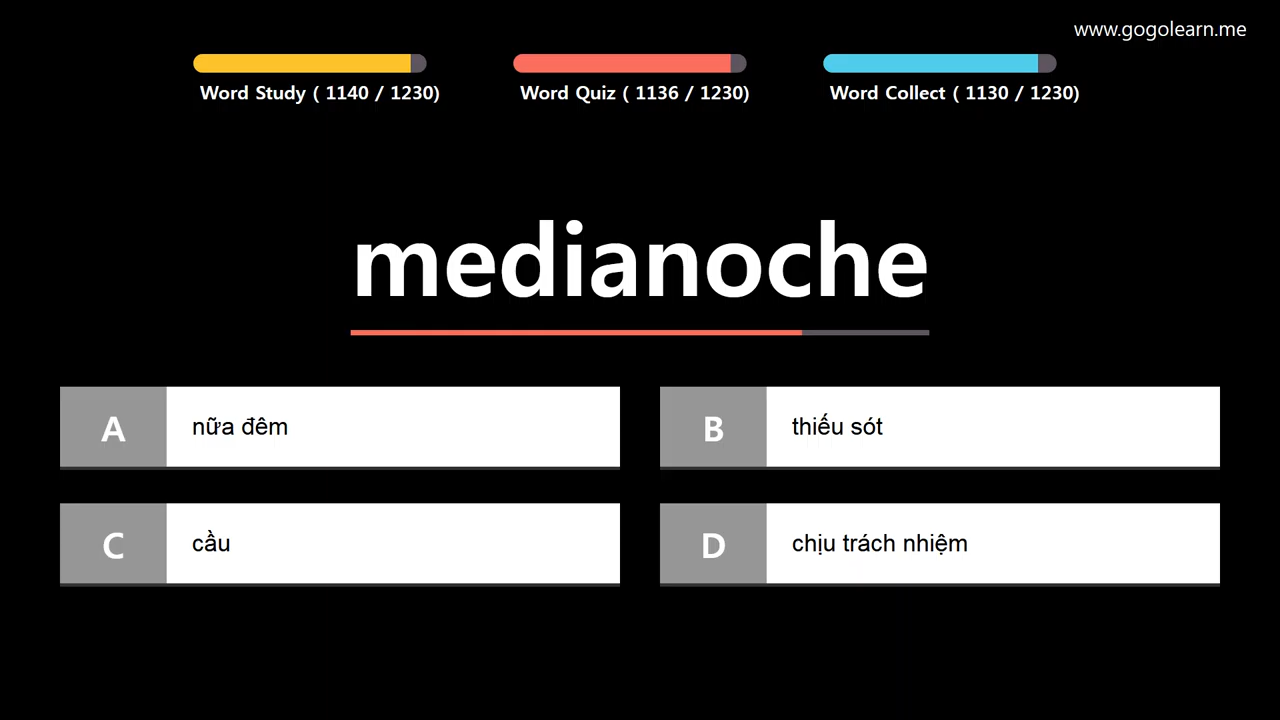 www.gogolearn.me
Word Study ( 1140 / 1230)
Word Quiz ( 1136 / 1230)
Word Collect ( 1130 / 1230)
medianoche
A
nữa đêm
B
thiếu sót
C
cầu
D
chịu trách nhiệm